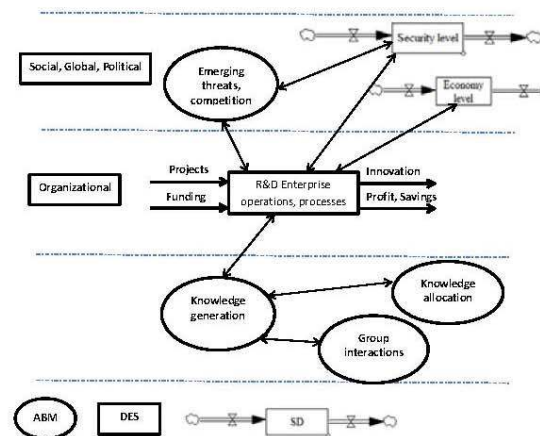 Security level
Social, Global, Political
Emerging
threats,
competition
Economy
level
Projects
Innovation
Organizational
R&D Enterprise
operations, processes
Funding
Profit, Savings
Knowledge
generation
Knowledge
allocation
Group
interactions
ABM
DES
SD